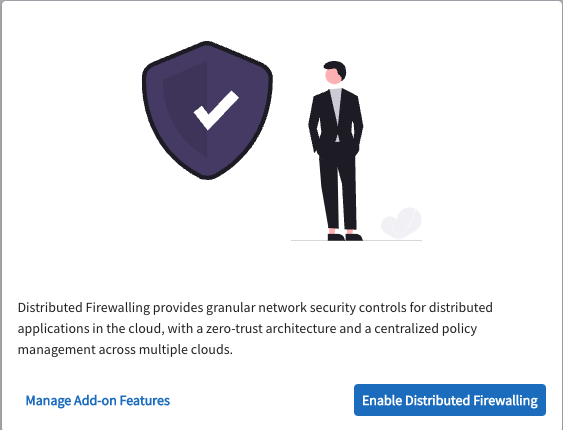 Distributed Firewalling provides granular network security controls for distributed
applications in the cloud, with a zero-trust architecture and a centralized policy
management across multiple clouds.
Manage Add-on Features
Enable Distributed Firewalling